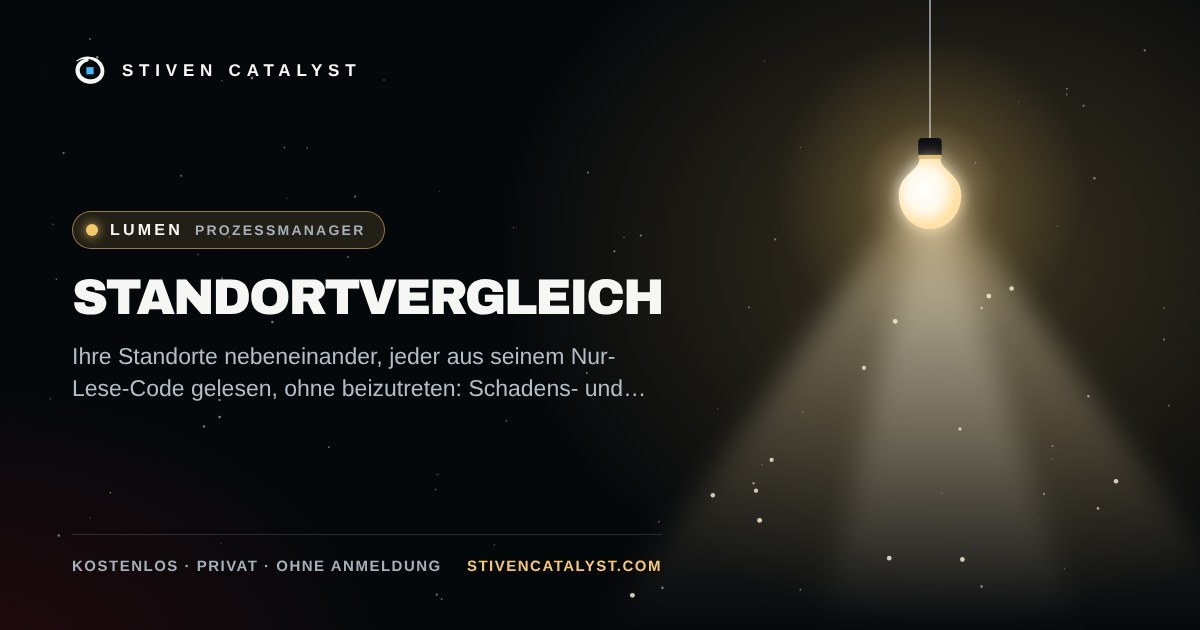 STIVEN CATALYST
LUMEN PROZESSMANAGER
STANDORTVERGLEICH
Ihre Standorte nebeneinander, jeder aus seinem Nur-
Lese-Code gelesen, ohne beizutreten: Schadens- und…
KOSTENLOS · PRIVAT · OHNE ANMELDUNG STIVENCATALYST.COM